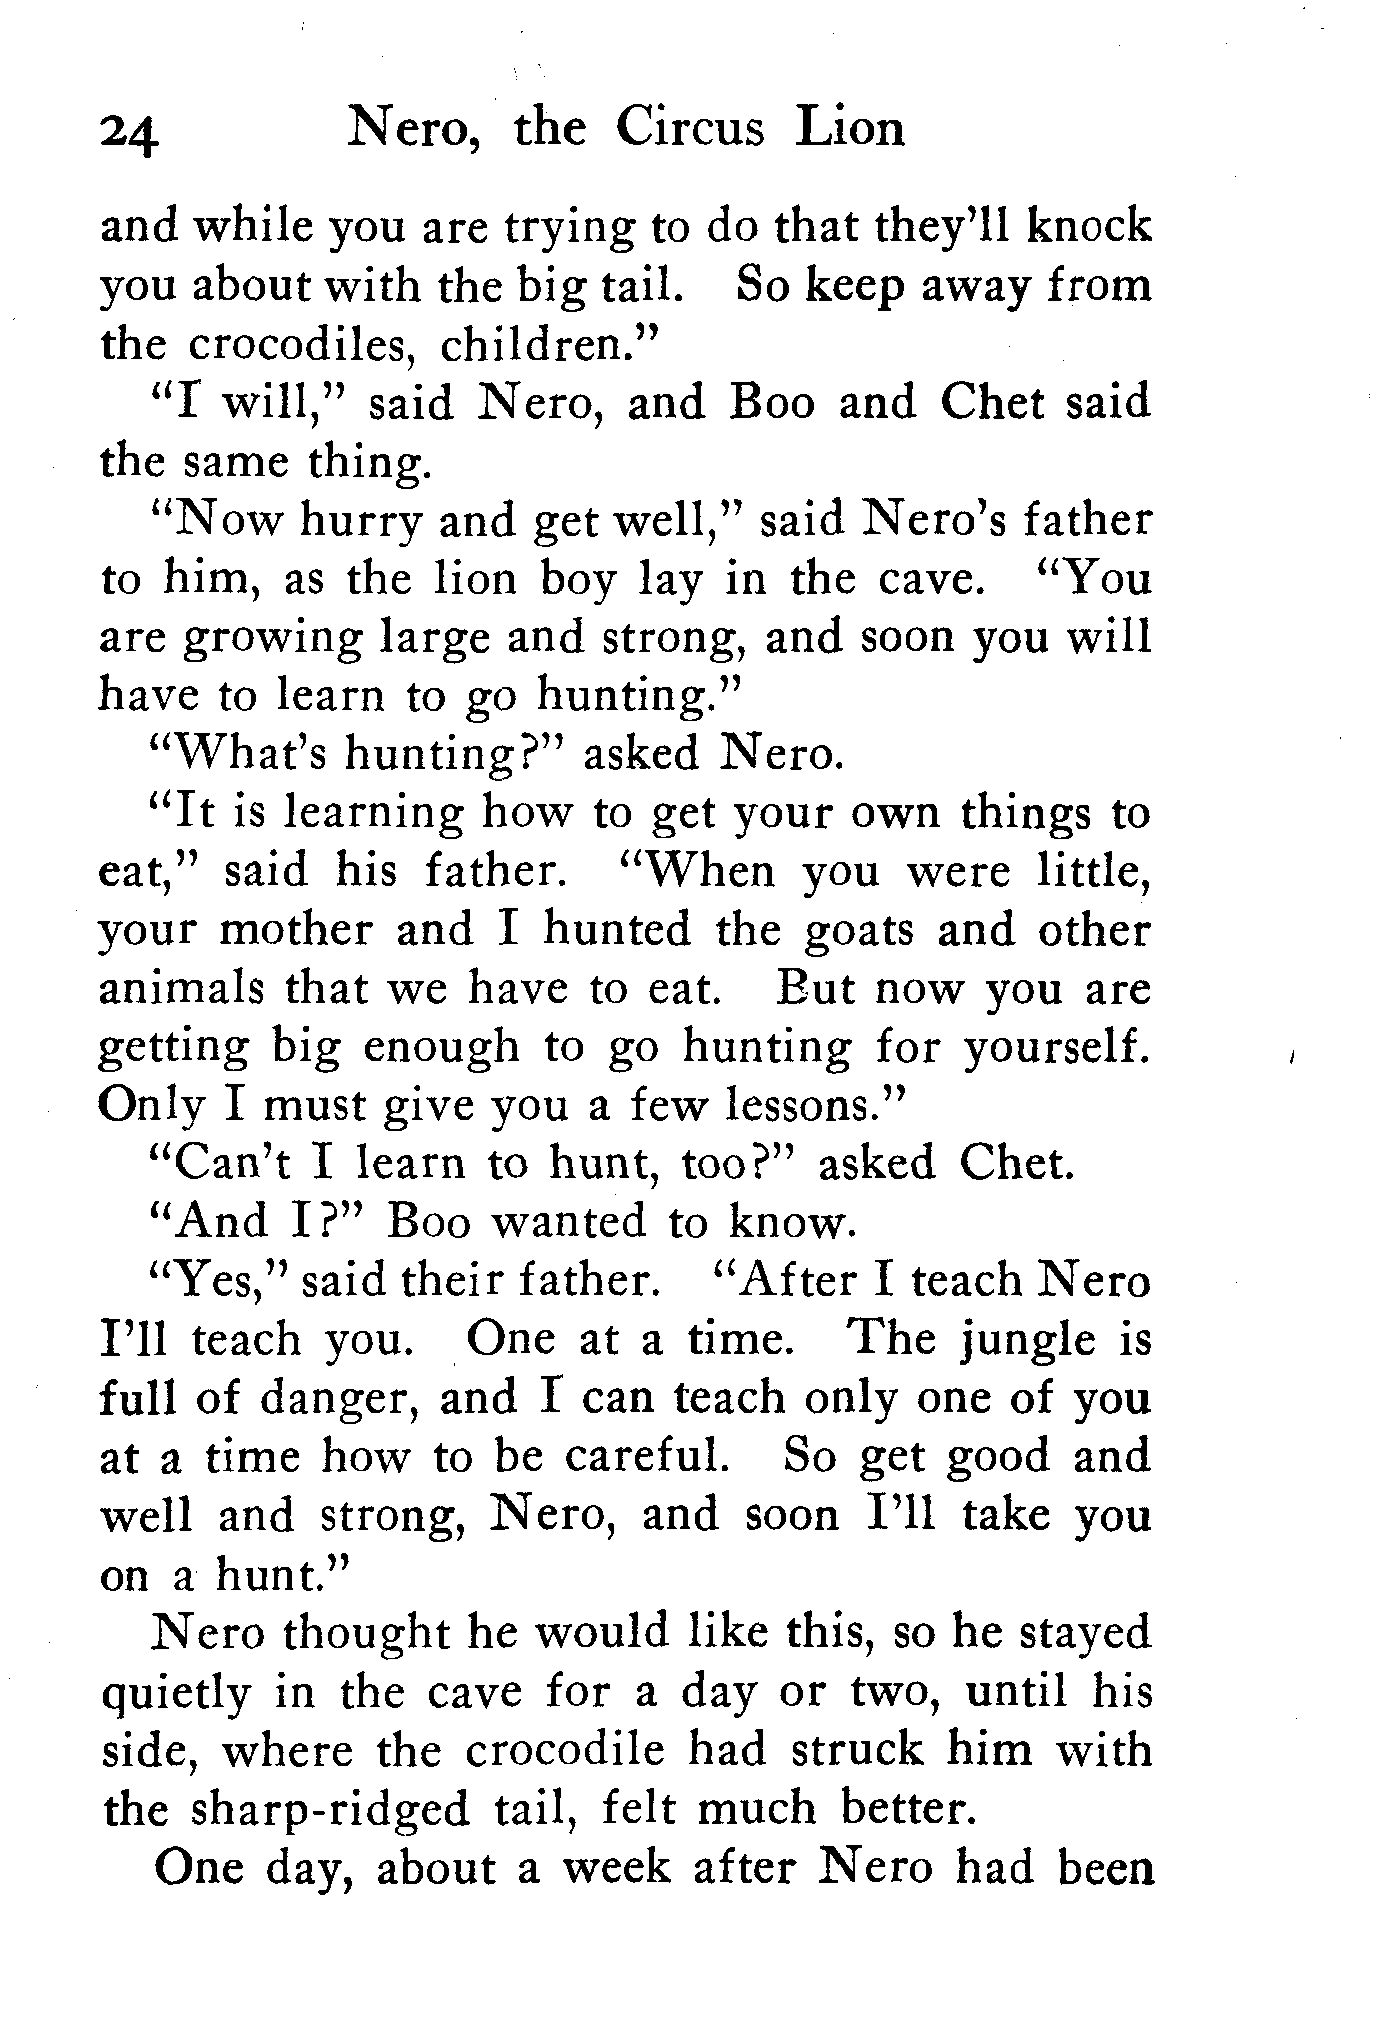 24 Nero, the Circus Lion
and while you are trying to do that they'll knock
you about with the big tail. So keep away from
the crocodiles, children."
"I will," said Nero, and Boo and Chet said
the same thing.
"Now hurry and get well," said Nero's father
to him, as the lion boy lay in the cave. "You
are growing large and strong, and soon you will
have to learn to go hunting."
"What's hunting?" asked Nero.
"It is learning how to get your own things to
eat," said his father. "When you were little,
your mother and I hunted the goats and other
animals that we have to eat. But now you are
getting big enough to go hunting for yourself.
Only I must give you a few lessons."
"Can't I learn to hunt, too?" asked Chet.
"And I?" Boo wanted to know.
"Yes," said their father. "After I teach Nero
I'll teach you. One at a time. The jungle is
full of danger, and I can teach only one of you
at a time how to be careful. So get good and
well and strong, Nero, and soon I'll take you
on a hunt."
Nero thought he would like this, so he stayed
quietly in the cave for a day or two, until his
side, where the crocodile had struck him with
the sharp-ridged tail, felt much better.
One day, about a week after Nero had been